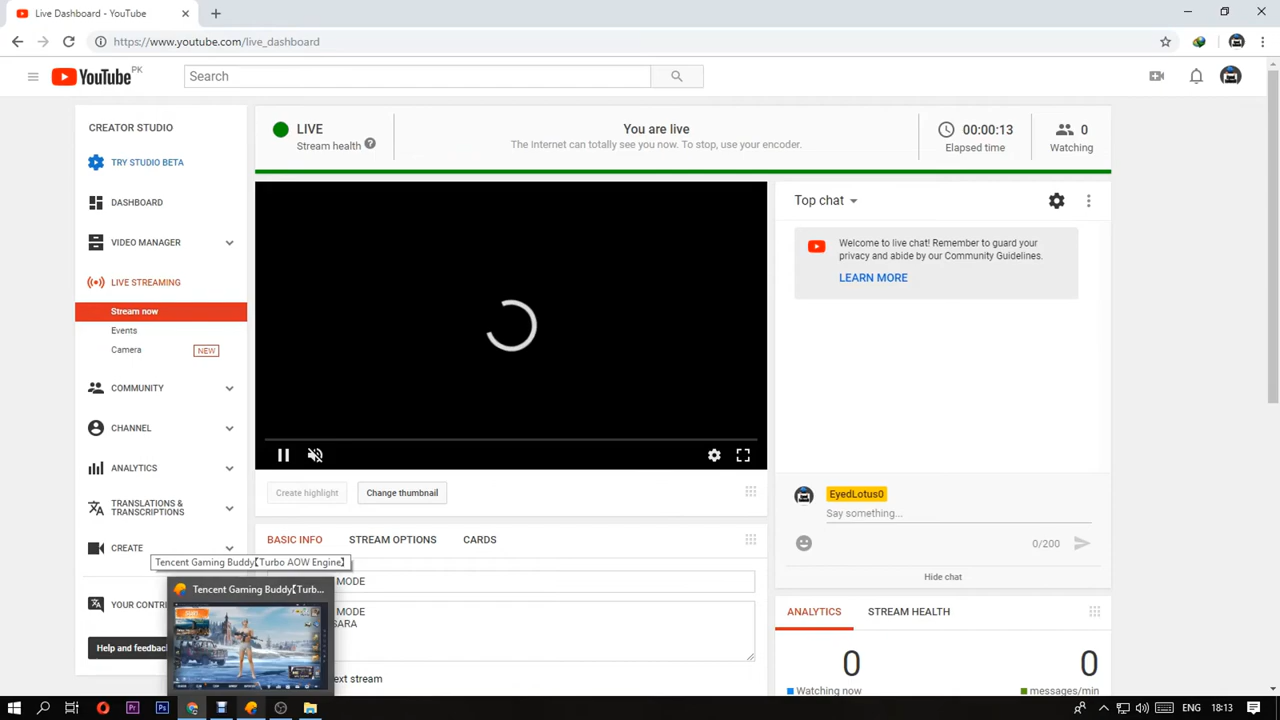 Live Dashboard - YouTube
https://www.youtube.com/live_dashboard
YouTube PK
Search
CREATOR STUDIO
TRY STUDIO BETA
DASHBOARD
VIDEO MANAGER
LIVE STREAMING
Stream now
Events
Camera NEW
COMMUNITY
CHANNEL
ANALYTICS
TRANSLATIONS &
TRANSCRIPTIONS
CREATE
YOUR CONTRI
Help and feedbac
LIVE
Stream health
You are live
The Internet can totally see you now. To stop, use your encoder.
00:00:13
Elapsed time
0
Watching
Create highlight
Change thumbnail
BASIC INFO STREAM OPTIONS CARDS
Tencent Gaming Buddy【Turbo AOW Engine】
Tencent Gaming Buddy【Turb...
MODE
MODE
SARA
ext stream
Top chat
Welcome to live chat! Remember to guard your
privacy and abide by our Community Guidelines.
LEARN MORE
EyedLotus0
Say something...
0/200
Hide chat
ANALYTICS STREAM HEALTH
0 0
Watching now messages/min
Pr Ps
ENG 18:13